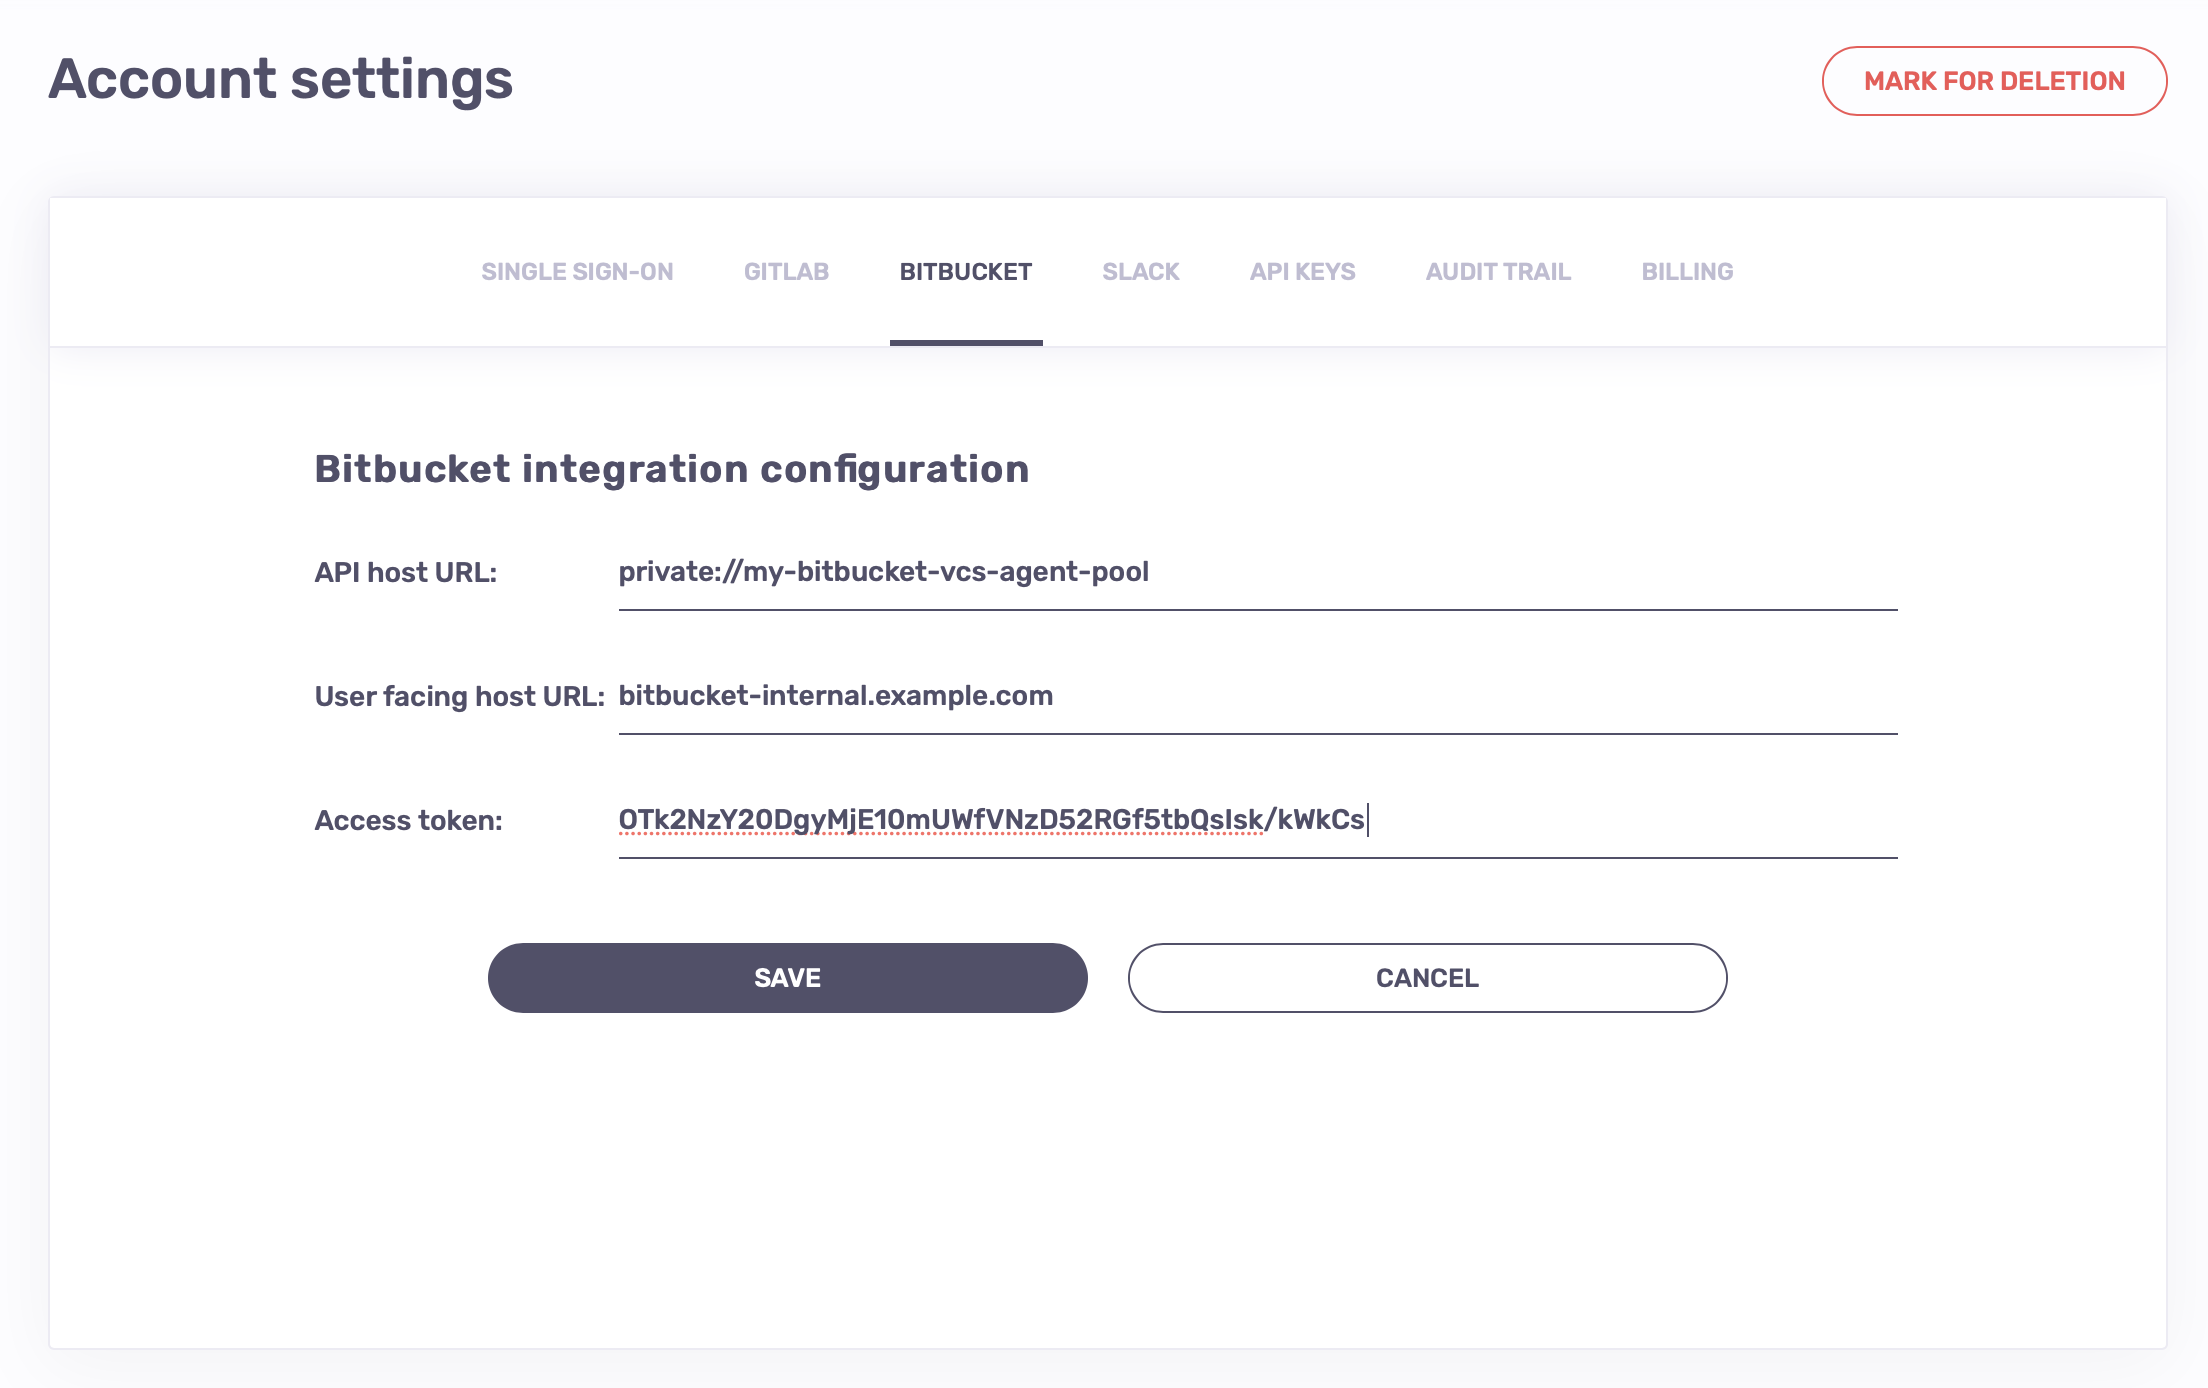 Account settings
MARK FOR DELETION
SINGLE SIGN-ON GITLAB BITBUCKET SLACK API KEYS AUDIT TRAIL BILLING
Bitbucket integration configuration
API host URL: private://my-bitbucket-vcs-agent-pool
User facing host URL: bitbucket-internal.example.com
Access token: OTk2NzY2ODgyMjE1OmUWfVNzD52RGf5tbQsIsk/kWkCs
SAVE CANCEL